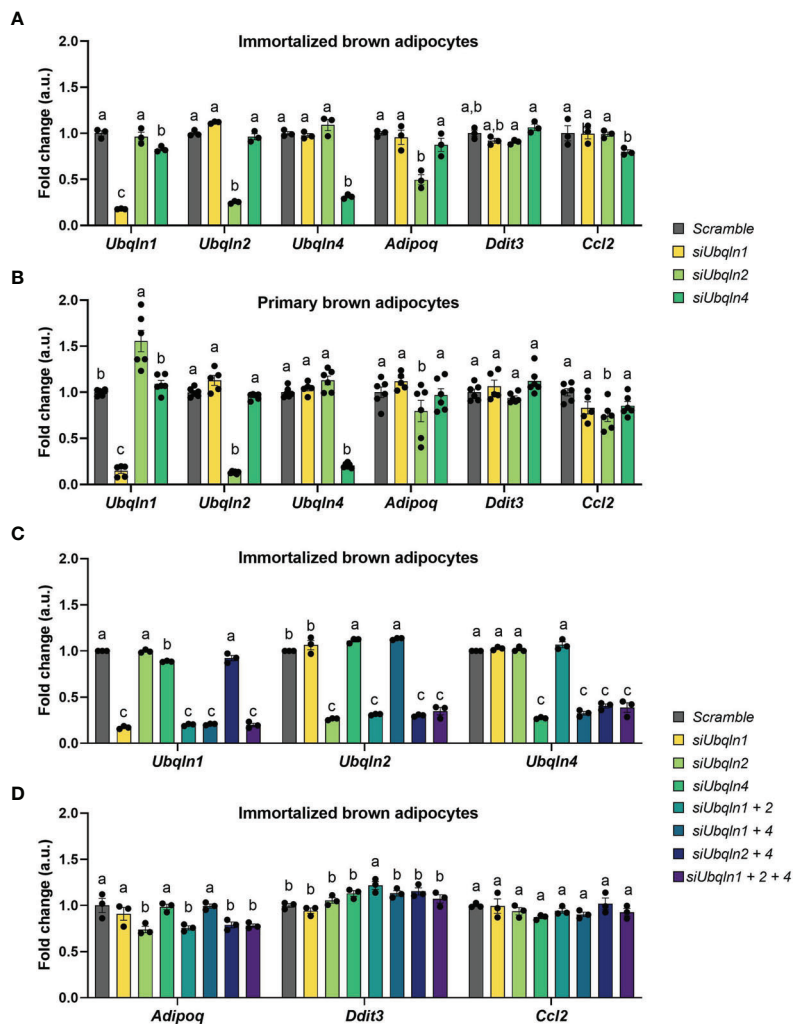 A
Immortalized brown adipocytes
Fold change (a.u.)
2.0
1.5
1.0
0.5
0.0
a c a b
a a b a
a a a b
a a b a
a,b a,b a a
a a a b
Ubqln1 Ubqln2 Ubqln4 Adipoq Ddit3 Ccl2
Scramble
siUbqln1
siUbqln2
siUbqln4
B
Primary brown adipocytes
Fold change (a.u.)
2.0
1.5
1.0
0.5
0.0
b c a b
a a b a
a a a b
a a b a
a a a a
a a b a
Ubqln1 Ubqln2 Ubqln4 Adipoq Ddit3 Ccl2
C
Immortalized brown adipocytes
Fold change (a.u.)
2.0
1.5
1.0
0.5
0.0
a c a b c c a c
b b c a c a c c
a a a c a c c c
Ubqln1 Ubqln2 Ubqln4
Scramble
siUbqln1
siUbqln2
siUbqln4
siUbqln1 + 2
siUbqln1 + 4
siUbqln2 + 4
siUbqln1 + 2 + 4
D
Immortalized brown adipocytes
Fold change (a.u.)
2.0
1.5
1.0
0.5
0.0
a a b a b a b b
b b b b a b b b
a a a a a a a a
Adipoq Ddit3 Ccl2